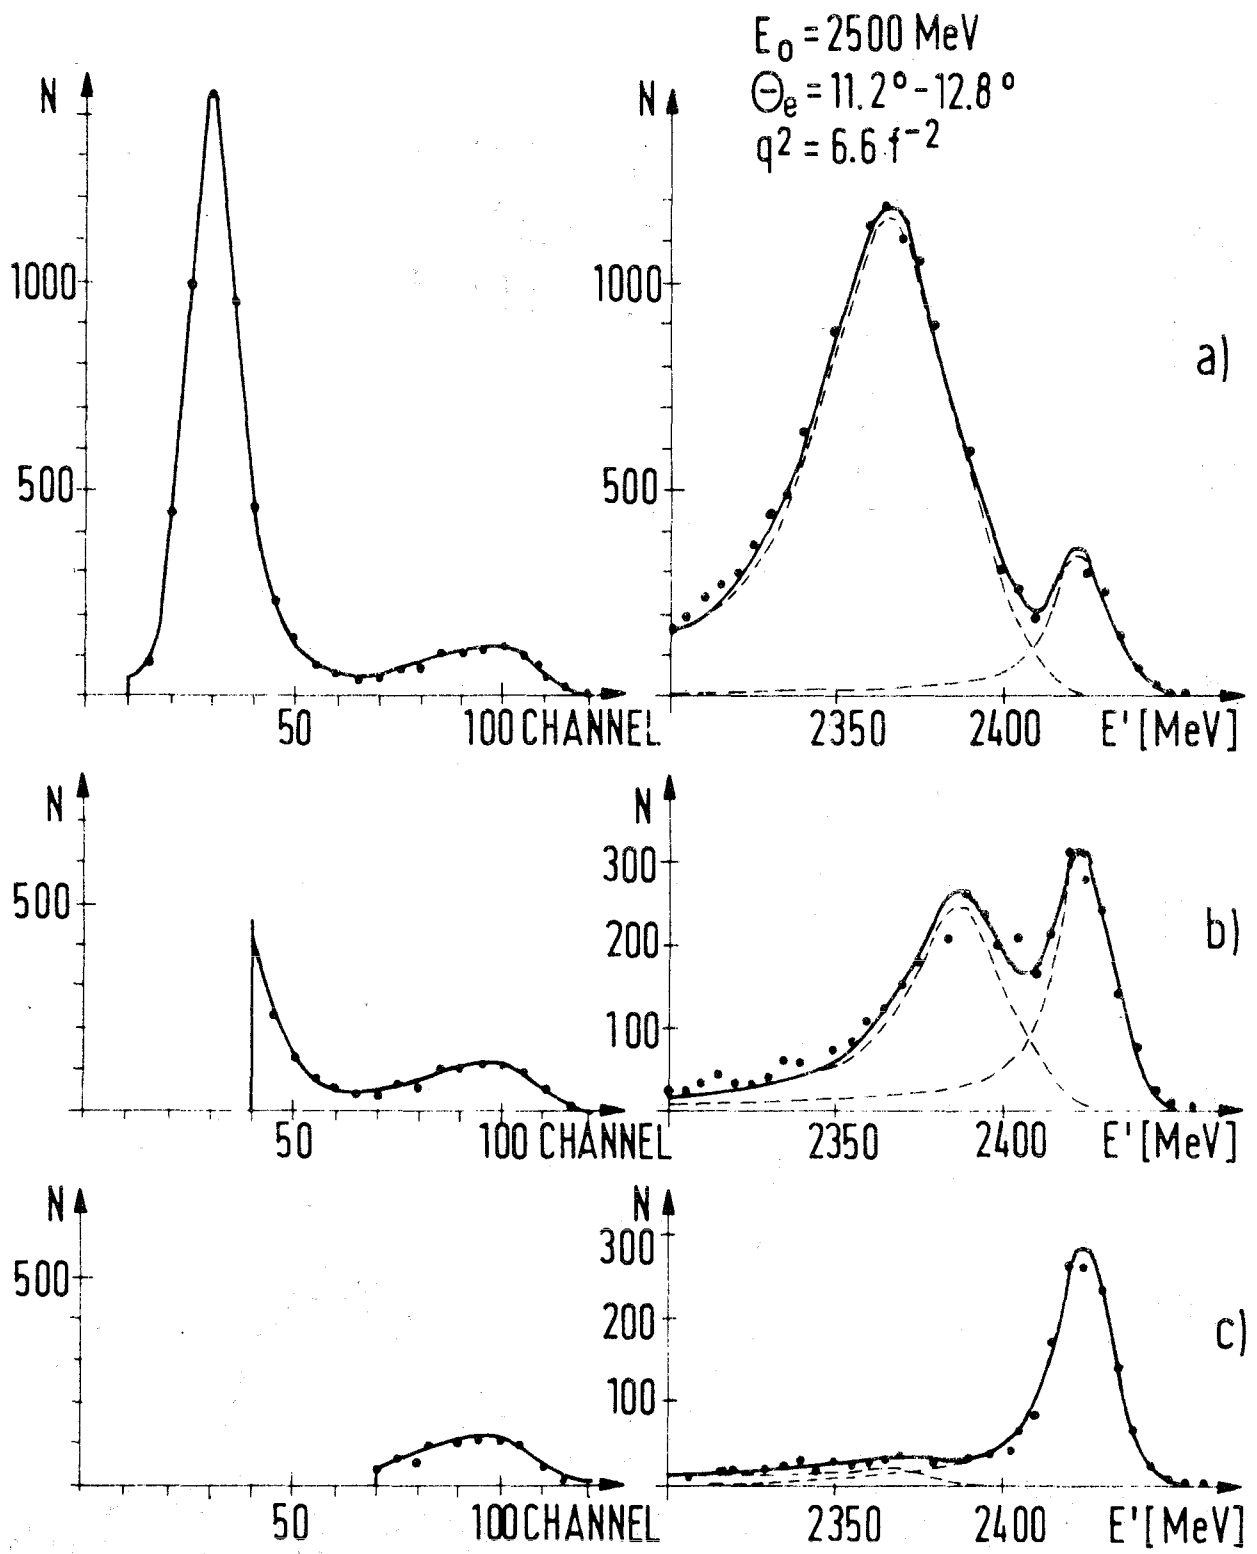 E₀ = 2500 MeV
Θₑ = 11.2° - 12.8°
q² = 6.6 f⁻²
N
1000
500
50
100 CHANNEL
N
1000
500
2350
2400
E' [MeV]
a)
N
500
50
100 CHANNEL
N
300
200
100
2350
2400
E' [MeV]
b)
N
500
50
100 CHANNEL
N
300
200
100
2350
2400
E' [MeV]
c)